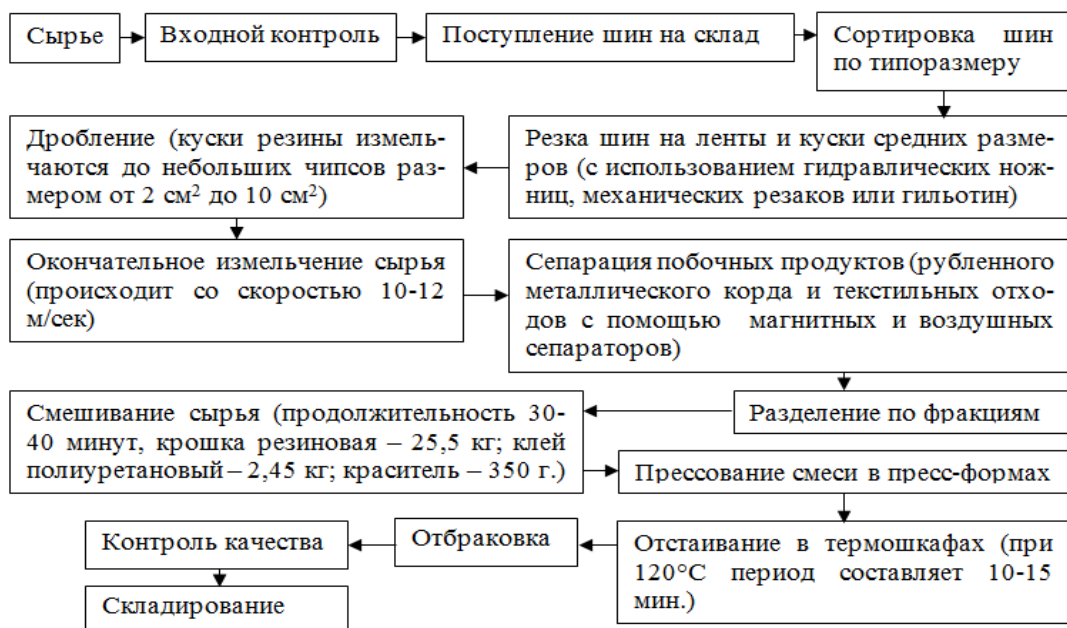 Сырье
Входной контроль
Поступление шин на склад
Сортировка шин
по типоразмеру
Резка шин на ленты и куски средних разме-
ров (с использованием гидравлических нож-
ниц, механических резаков или гильотин)
Дробление (куски резины измель-
чаются до небольших чипсов раз-
мером от 2 см² до 10 см²)
Окончательное измельчение сырья
(происходит со скоростью 10-12
м/сек)
Сепарация побочных продуктов (рубленного
металлического корда и текстильных отхо-
дов с помощью магнитных и воздушных
сепараторов)
Разделение по фракциям
Смешивание сырья (продолжительность 30-
40 минут, крошка резиновая – 25,5 кг; клей
полиуретановый – 2,45 кг; краситель – 350 г.)
Прессование смеси в пресс-формах
Отстаивание в термошкафах (при
120°С период составляет 10-15
мин.)
Отбраковка
Контроль качества
Складирование